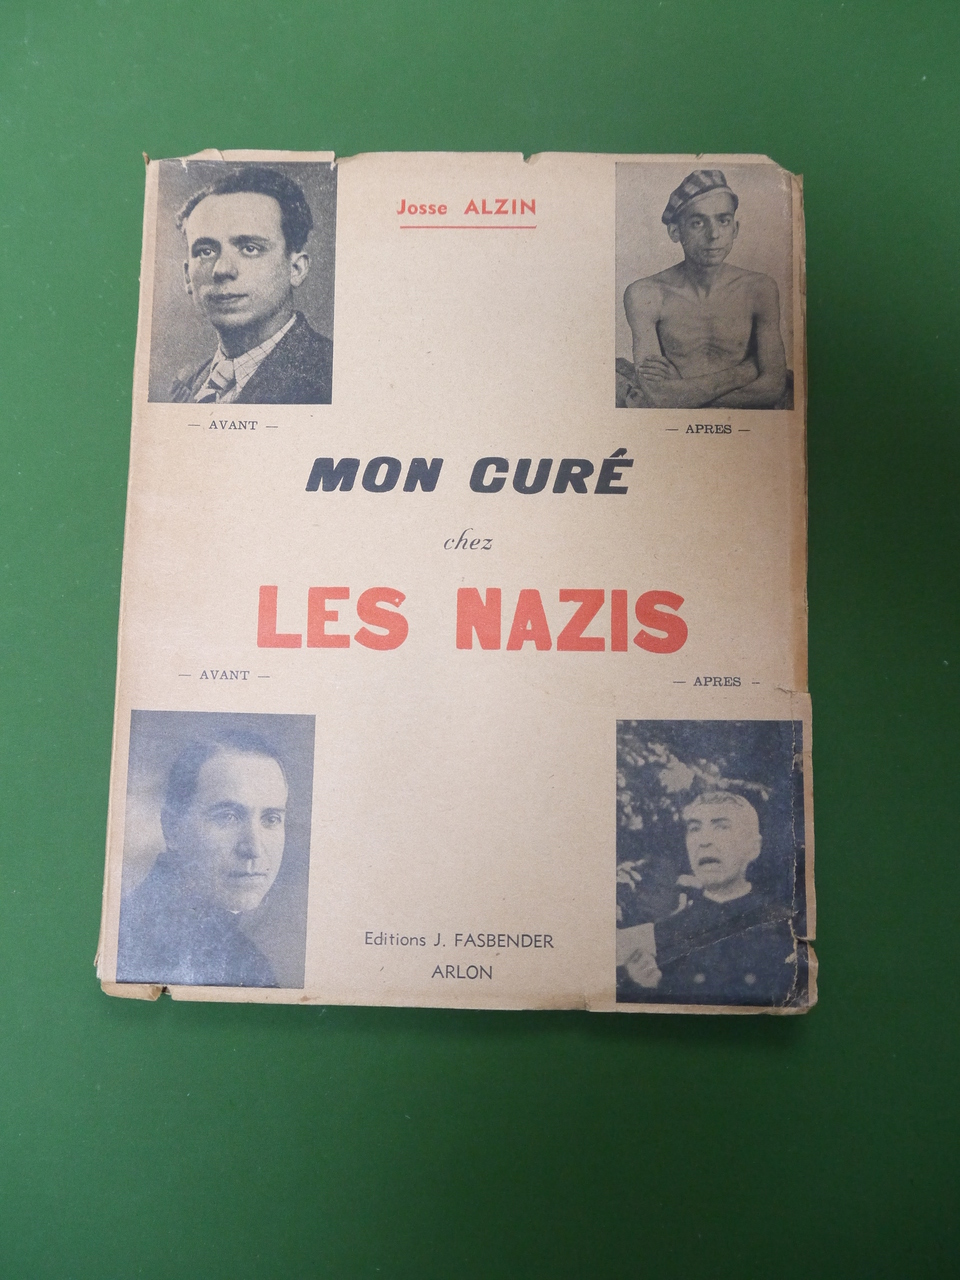 Josse ALZIN
— AVANT —
— APRES —
MON CURÉ
chez
LES NAZIS
— AVANT —
— APRES –
Editions J. FASBENDER
ARLON